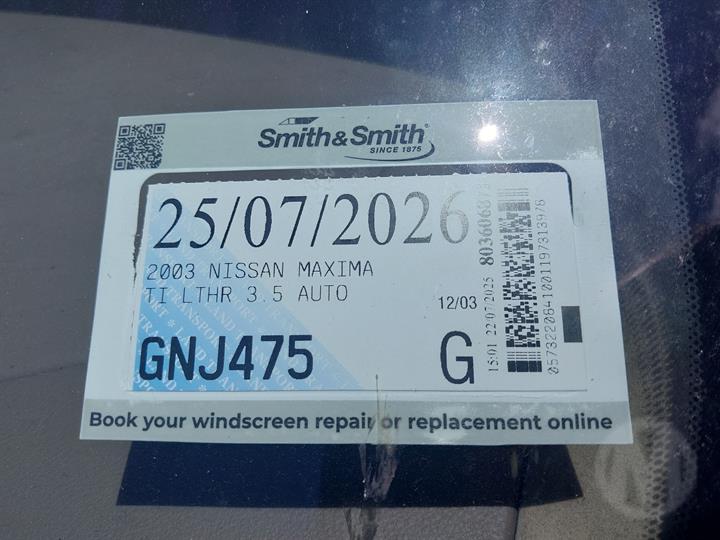 Smith&Smith®
SINCE 1875
25/07/2026
2003 NISSAN MAXIMA
TI LTHR 3.5 AUTO
12/03
GNJ475
G
15:01 22/07/2025
Book your windscreen repair or replacement online